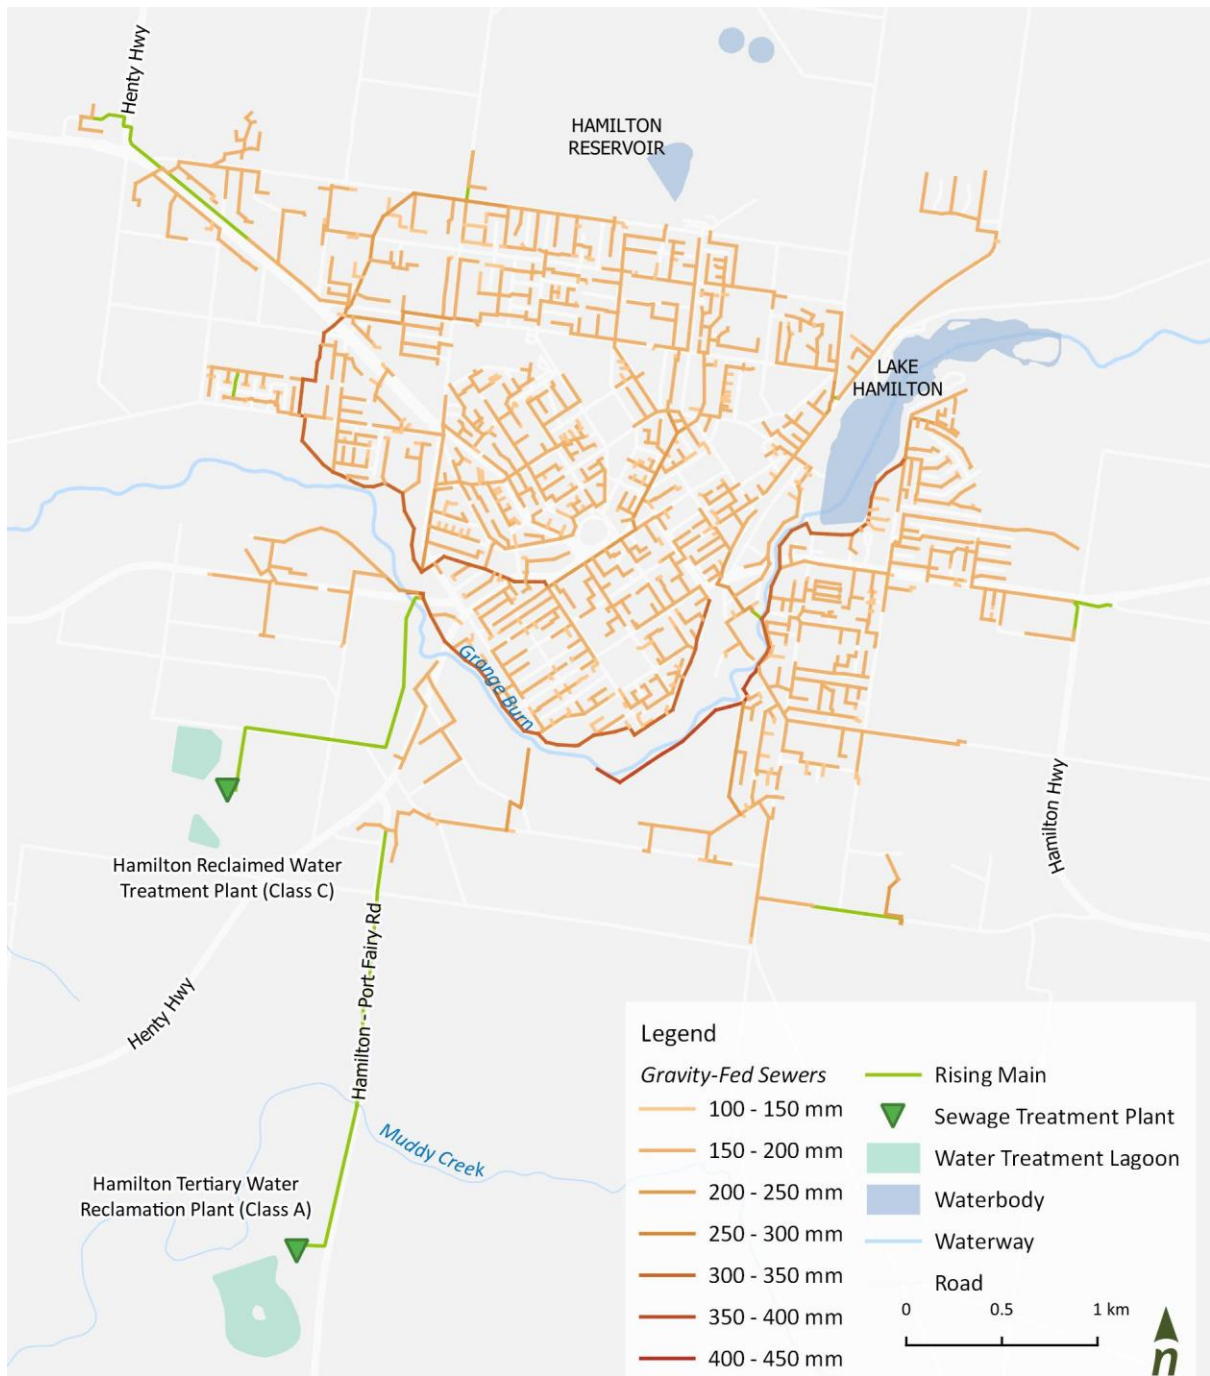 Henty Hwy
HAMILTON
RESERVOIR
LAKE
HAMILTON
Grange Burn
Hamilton Hwy
Hamilton Reclaimed Water
Treatment Plant (Class C)
Hamilton - Port Fairy Rd
Henty Hwy
Muddy Creek
Hamilton Tertiary Water
Reclamation Plant (Class A)
Legend
Gravity-Fed Sewers
100 - 150 mm
150 - 200 mm
200 - 250 mm
250 - 300 mm
300 - 350 mm
350 - 400 mm
400 - 450 mm
Rising Main
Sewage Treatment Plant
Water Treatment Lagoon
Waterbody
Waterway
Road
0 0.5 1 km
n